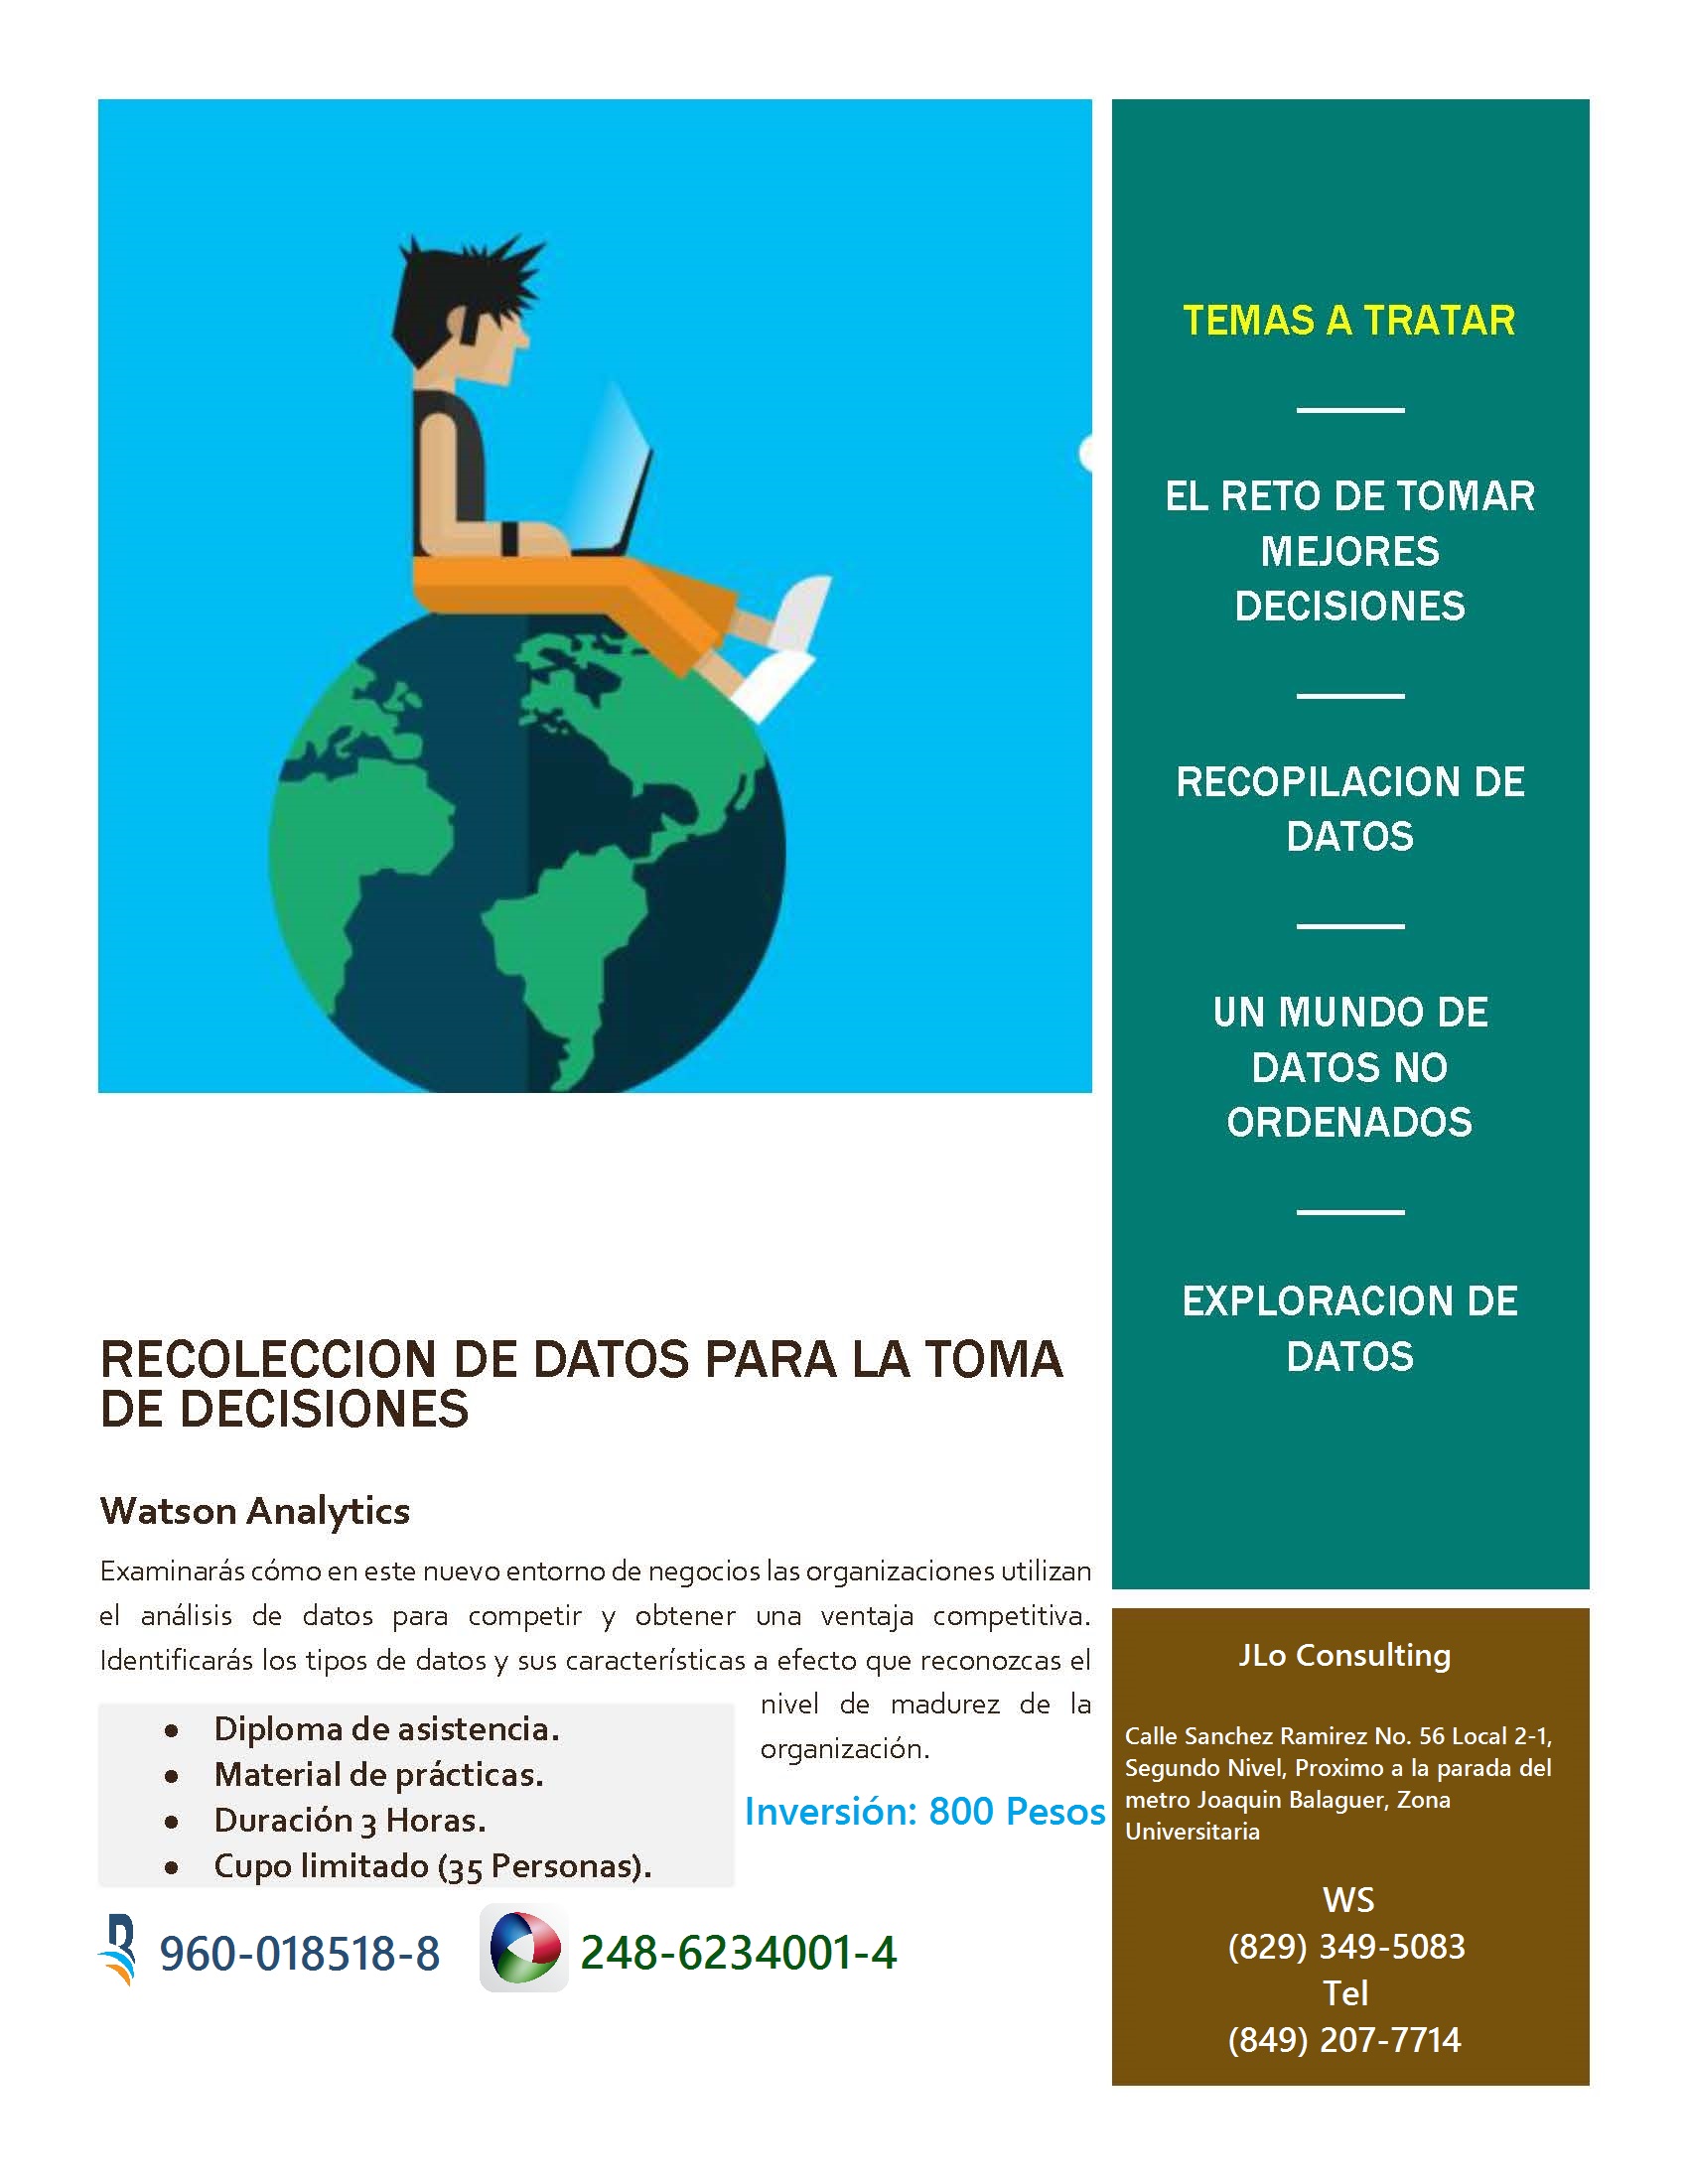 TEMAS A TRATAR
EL RETO DE TOMAR
MEJORES
DECISIONES
RECOPILACION DE
DATOS
UN MUNDO DE
DATOS NO
ORDENADOS
EXPLORACION DE
DATOS
RECOLECCION DE DATOS PARA LA TOMA
DE DECISIONES
Watson Analytics
Examinarás cómo en este nuevo entorno de negocios las organizaciones utilizan
el análisis de datos para competir y obtener una ventaja competitiva.
Identificarás los tipos de datos y sus características a efecto que reconozcas el
nivel de madurez de la
organización.
• Diploma de asistencia.
• Material de prácticas.
• Duración 3 Horas.
• Cupo limitado (35 Personas).
Inversión: 800 Pesos
960-018518-8
248-6234001-4
JLo Consulting
Calle Sanchez Ramirez No. 56 Local 2-1,
Segundo Nivel, Proximo a la parada del
metro Joaquin Balaguer, Zona
Universitaria
WS
(829) 349-5083
Tel
(849) 207-7714